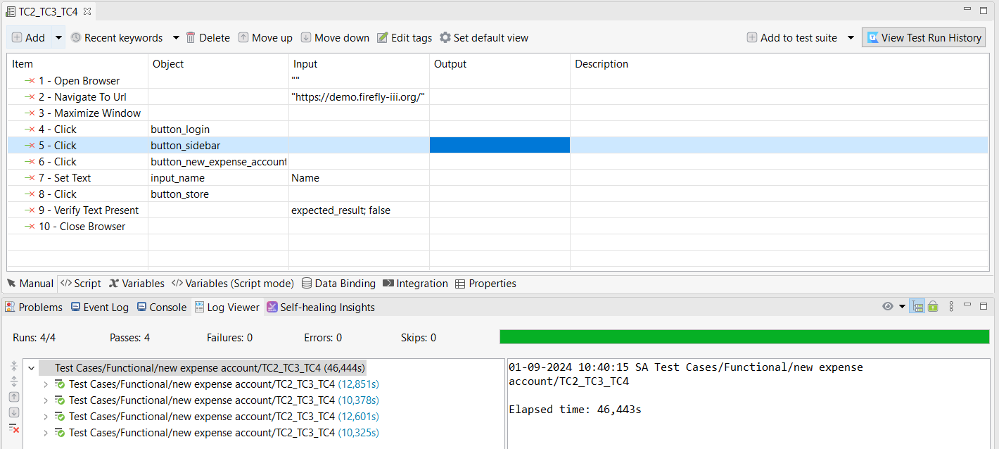 TC2_TC3_TC4
Add Recent keywords Delete Move up Move down Edit tags Set default view Add to test suite View Test Run History
Item Object Input Output Description
1 - Open Browser ""
2 - Navigate To Url "https://demo.firefly-iii.org/"
3 - Maximize Window
4 - Click button_login
5 - Click button_sidebar
6 - Click button_new_expense_account
7 - Set Text input_name Name
8 - Click button_store
9 - Verify Text Present expected_result; false
10 - Close Browser
Manual </> Script Variables </> Variables (Script mode) Data Binding Integration Properties
Problems Event Log Console Log Viewer Self-healing Insights
Runs: 4/4 Passes: 4 Failures: 0 Errors: 0 Skips: 0
Test Cases/Functional/new expense account/TC2_TC3_TC4 (46,444s)
Test Cases/Functional/new expense account/TC2_TC3_TC4 (12,851s)
Test Cases/Functional/new expense account/TC2_TC3_TC4 (10,378s)
Test Cases/Functional/new expense account/TC2_TC3_TC4 (12,601s)
Test Cases/Functional/new expense account/TC2_TC3_TC4 (10,325s)
01-09-2024 10:40:15 SA Test Cases/Functional/new expense
account/TC2_TC3_TC4
Elapsed time: 46,443s